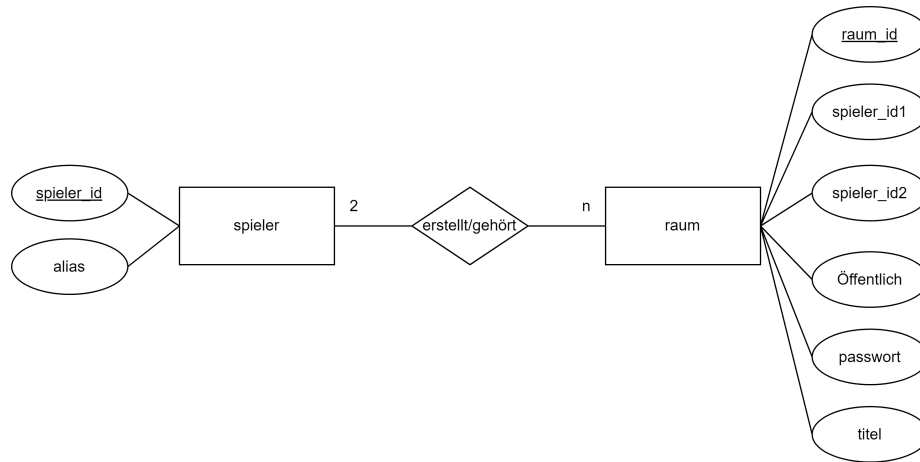 raum_id
spieler_id1
spieler_id
2
n
spieler_id2
spieler
erstellt/gehört
raum
alias
Öffentlich
passwort
titel